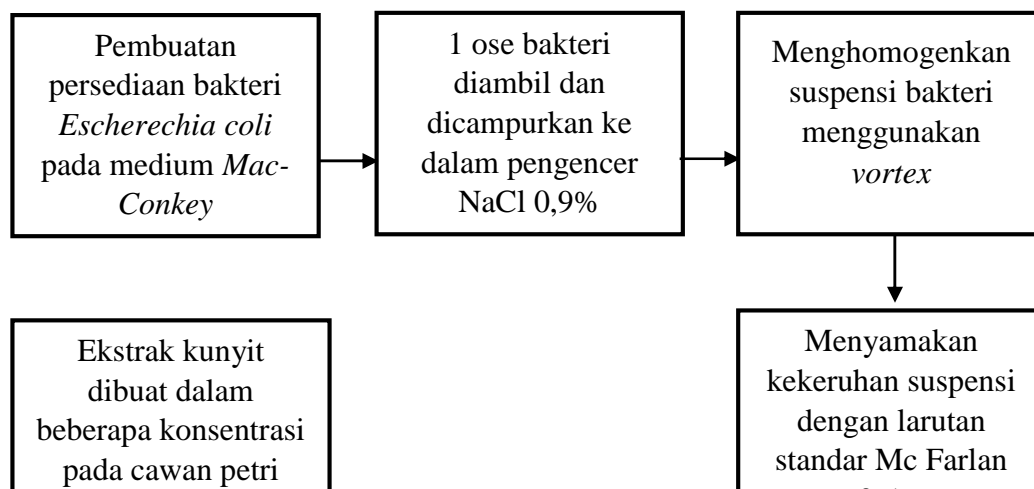 Pembuatan
persediaan bakteri
Escherechia coli
pada medium Mac-
Conkey
1 ose bakteri
diambil dan
dicampurkan ke
dalam pengencer
NaCl 0,9%
Menghomogenkan
suspensi bakteri
menggunakan
vortex
Ekstrak kunyit
dibuat dalam
beberapa konsentrasi
pada cawan petri
Menyamakan
kekeruhan suspensi
dengan larutan
standar Mc Farlan